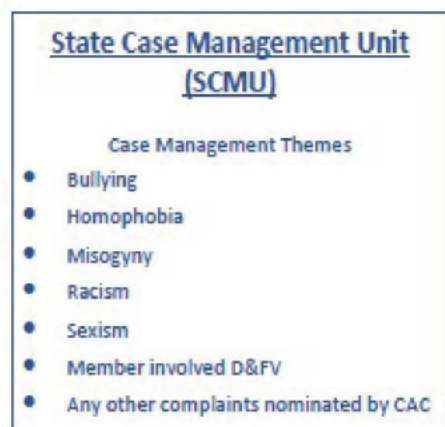 State Case Management Unit
(SCMU)
Case Management Themes
• Bullying
• Homophobia
• Misogyny
• Racism
• Sexism
• Member involved D&FV
• Any other complaints nominated by CAC